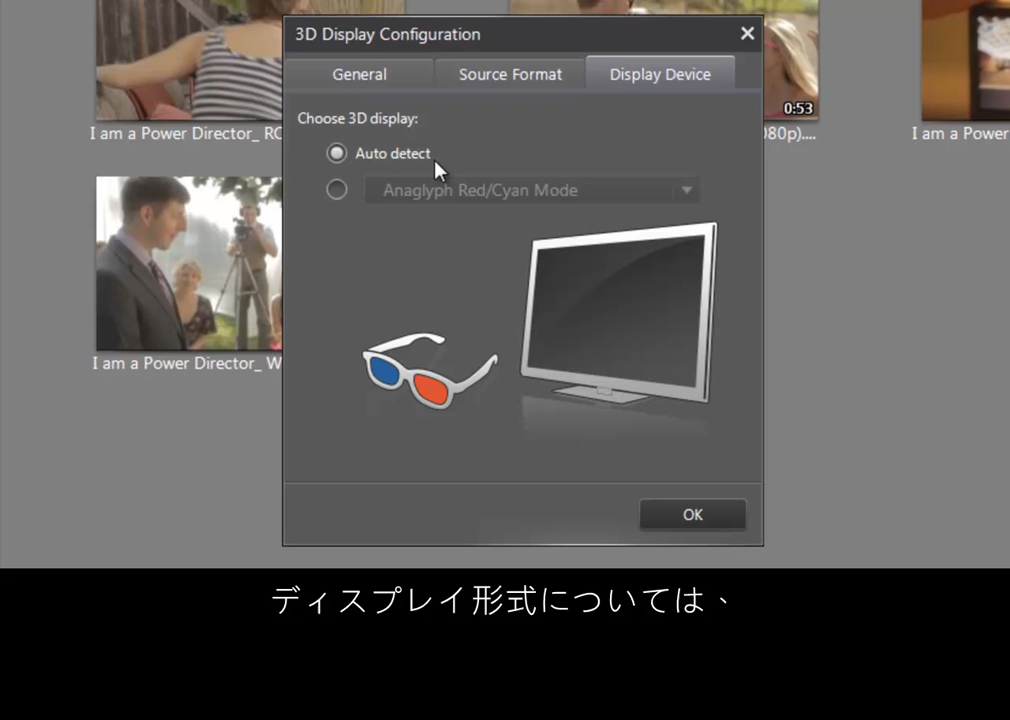 3D Display Configuration
General
Source Format
Display Device
Choose 3D display:
Auto detect
Anaglyph Red/Cyan Mode
OK
0:53
I am a Power Director_ RO
080p)....
I am a Power
I am a Power Director_ W
ディスプレイ形式については、